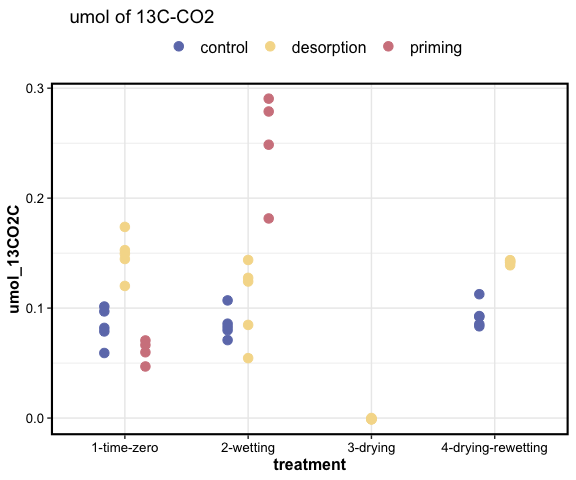 umol of 13C-CO2
control desorption priming
0.3
0.2
0.1
0.0
umol_13CO2C
1-time-zero 2-wetting 3-drying 4-drying-rewetting
treatment